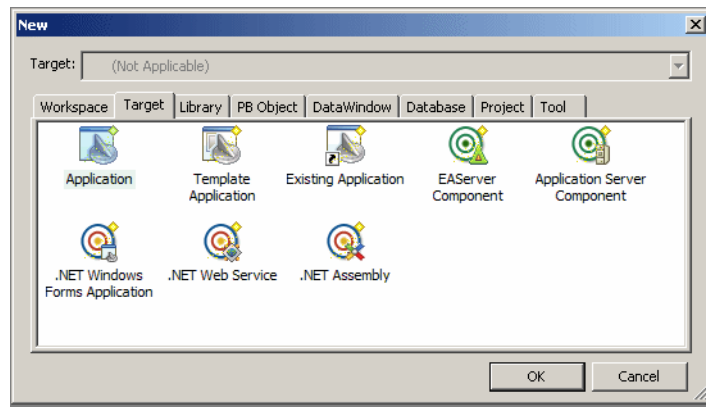 New
Target: (Not Applicable)
Workspace Target Library PB Object DataWindow Database Project Tool
Application Template Existing Application EAServer Application Server
Application Component Component
.NET Windows .NET Web Service .NET Assembly
Forms Application
OK Cancel